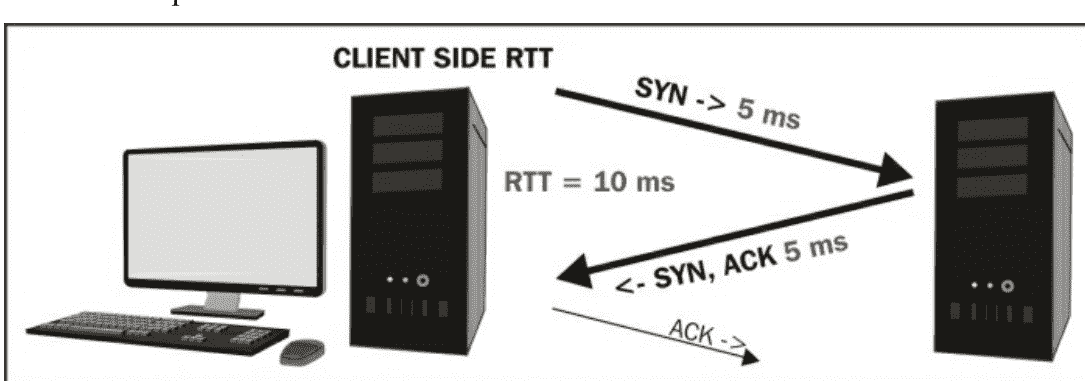 CLIENT SIDE RTT
SYN -> 5 ms
RTT = 10 ms
<- SYN, ACK 5 ms
ACK ->